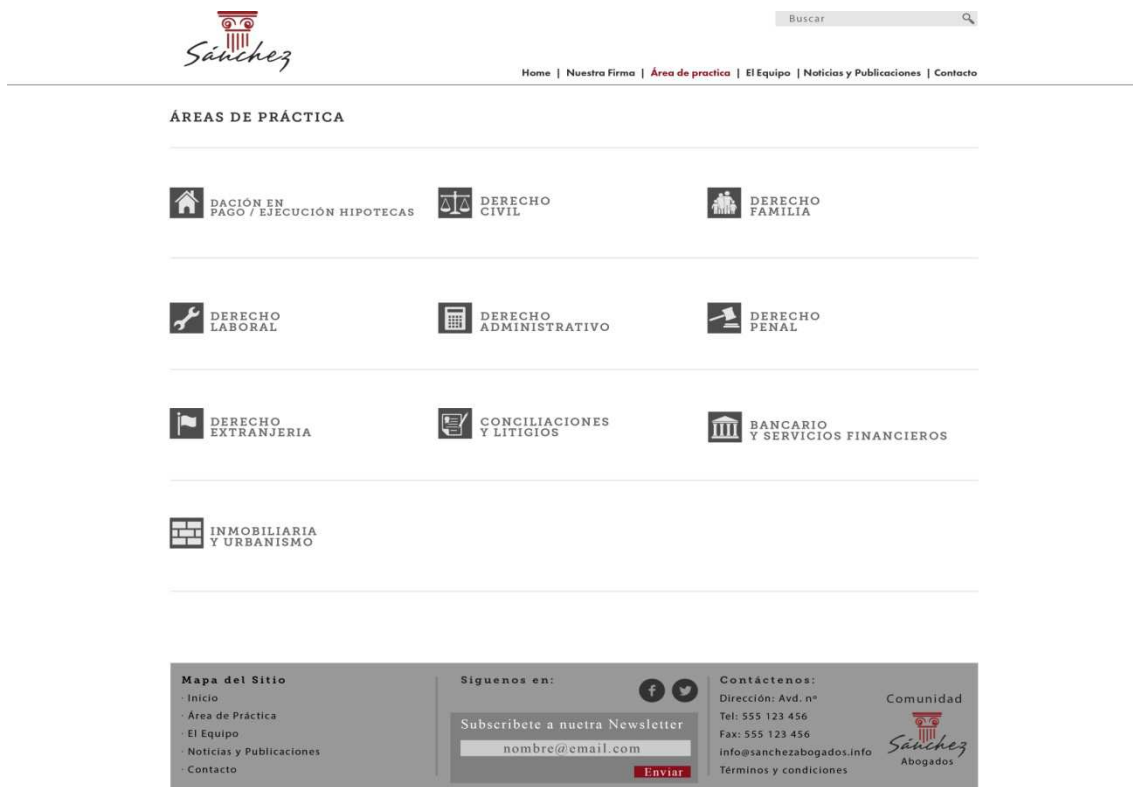 Sánchez
Buscar
Home | Nuestra Firma | Área de practica | El Equipo | Noticias y Publicaciones | Contacto
ÁREAS DE PRÁCTICA
DACIÓN EN
PAGO / EJECUCIÓN HIPOTECAS
DERECHO
CIVIL
DERECHO
FAMILIA
DERECHO
LABORAL
DERECHO
ADMINISTRATIVO
DERECHO
PENAL
DERECHO
EXTRANJERIA
CONCILIACIONES
Y LITIGIOS
BANCARIO
Y SERVICIOS FINANCIEROS
INMOBILIARIA
Y URBANISMO
Mapa del Sitio
· Inicio
· Área de Práctica
· El Equipo
· Noticias y Publicaciones
· Contacto
Síguenos en:
Subscribete a nuetra Newsletter
nombre@email.com
Enviar
Contáctenos:
Dirección: Avd. nº
Tel: 555 123 456
Fax: 555 123 456
info@sanchezabogados.info
Términos y condiciones
Comunidad
Sánchez
Abogados